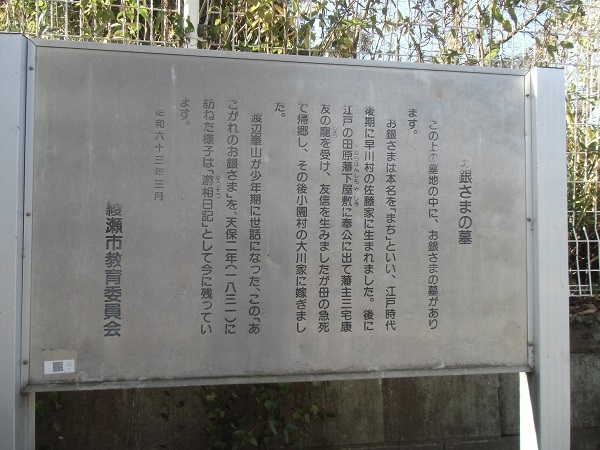 お銀さまの墓
この上の墓地の中に、お銀さまの墓があり
ます。
お銀さまは本名を「まち」といい、江戸時代
後期に早川村の佐藤家に生まれました。後に
江戸の田原藩下屋敷に奉公に出て藩主三宅康
友の寵を受け、友信を生みましたが母の急死
で帰郷し、その後小園村の大川家に嫁ぎまし
た。
渡辺崋山が少年期に世話になった、この「あ
こがれのお銀さま」を、天保二年(一八三一)に
訪ねた様子は「游相日記」として今に残ってい
ます。
昭和六十三年三月
綾瀬市教育委員会